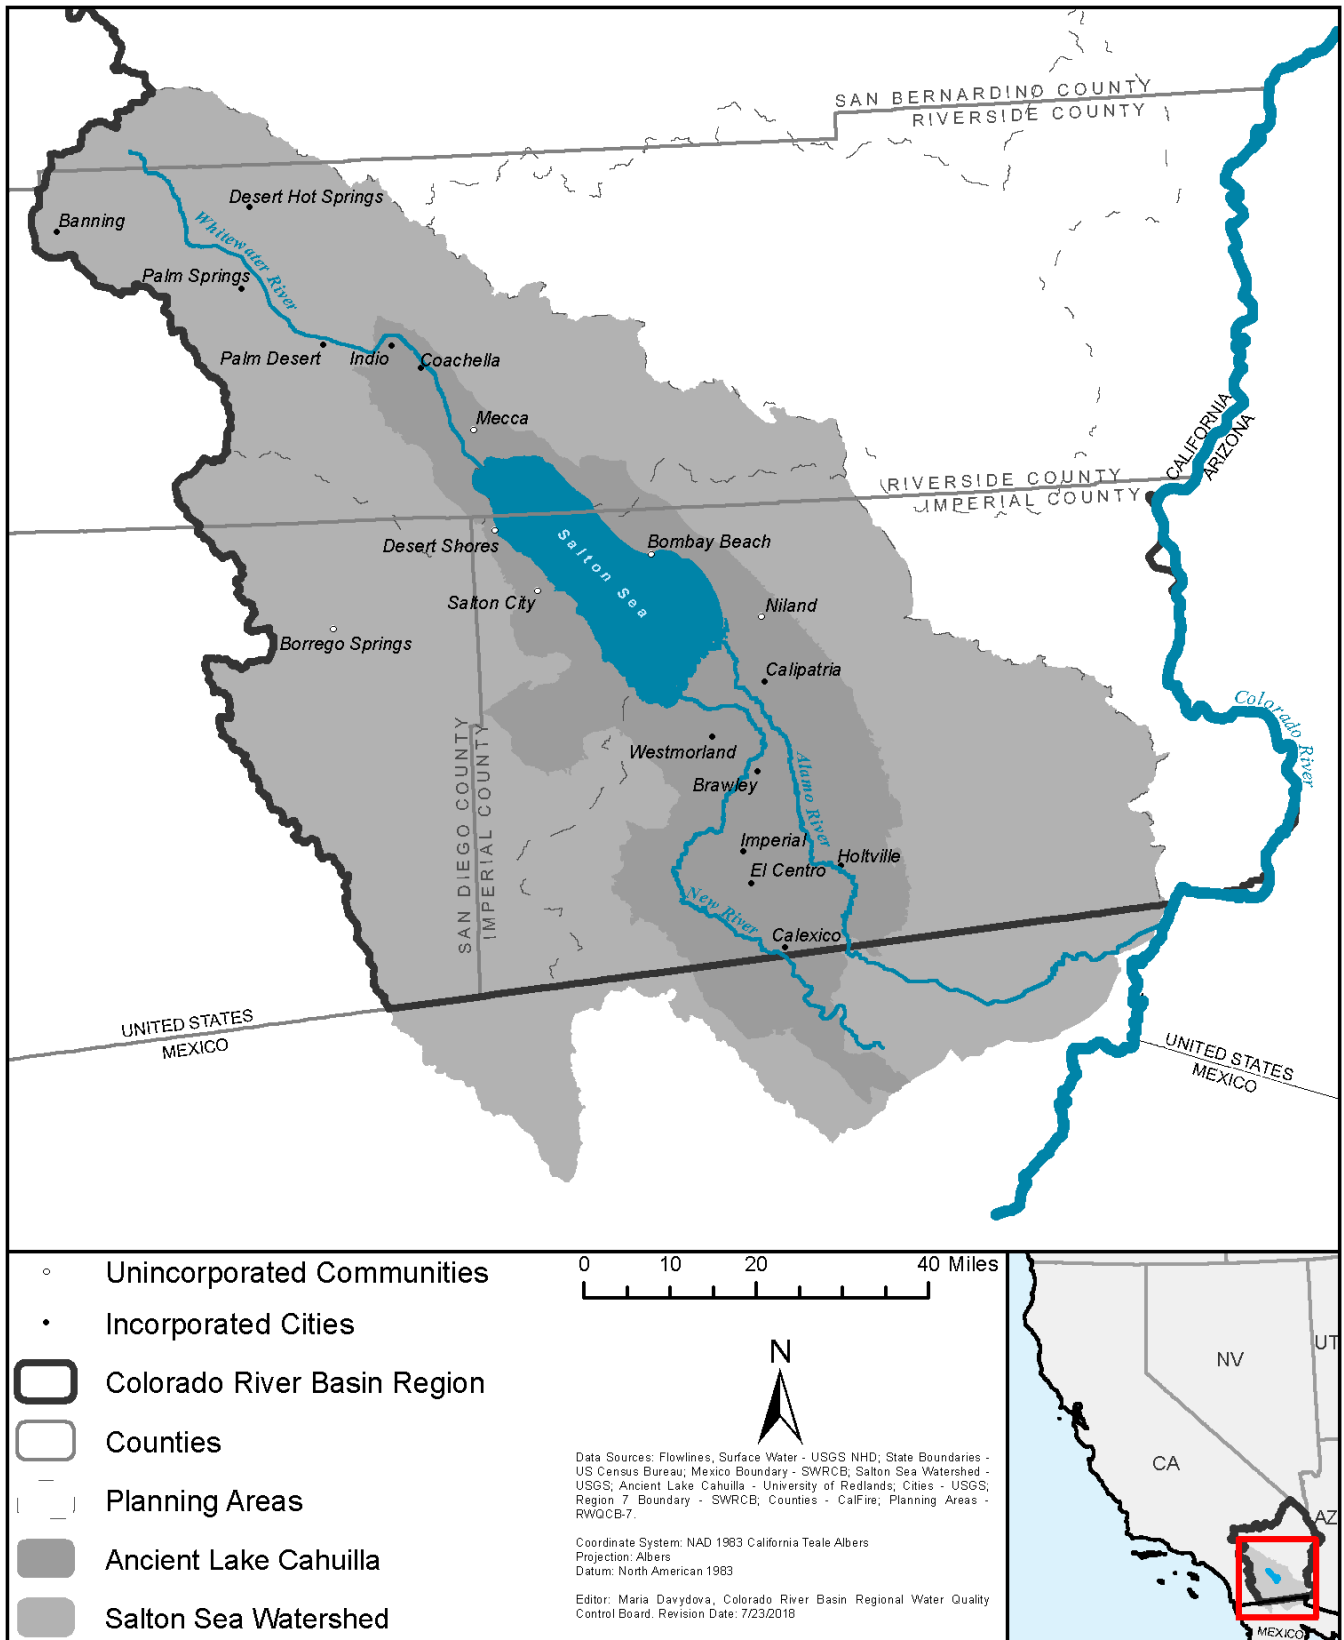 SAN BERNARDINO COUNTY
RIVERSIDE COUNTY
Desert Hot Springs
Banning
Whitewater River
Palm Springs
Palm Desert
Indio
Coachella
CALIFORNIA
ARIZONA
Mecca
RIVERSIDE COUNTY
IMPERIAL COUNTY
Desert Shores
Salton Sea
Bombay Beach
Salton City
Niland
Borrego Springs
Calipatria
Colorado River
SAN DIEGO COUNTY
IMPERIAL COUNTY
Westmorland
Alamo River
Brawley
Imperial
Holtville
El Centro
New River
Calexico
UNITED STATES
MEXICO
UNITED STATES
MEXICO
Unincorporated Communities
Incorporated Cities
Colorado River Basin Region
Counties
Planning Areas
Ancient Lake Cahuilla
Salton Sea Watershed
0 10 20 40 Miles
N
Data Sources: Flowlines, Surface Water - USGS NHD; State Boundaries -
US Census Bureau; Mexico Boundary - SWRCB; Salton Sea Watershed -
USGS; Ancient Lake Cahuilla - University of Redlands; Cities - USGS;
Region 7 Boundary - SWRCB; Counties - CalFire; Planning Areas -
RWQCB-7.
Coordinate System: NAD 1983 California Teale Albers
Projection: Albers
Datum: North American 1983
Editor: Maria Davydova, Colorado River Basin Regional Water Quality
Control Board. Revision Date: 7/23/2018
NV
UT
CA
AZ
MEXICO